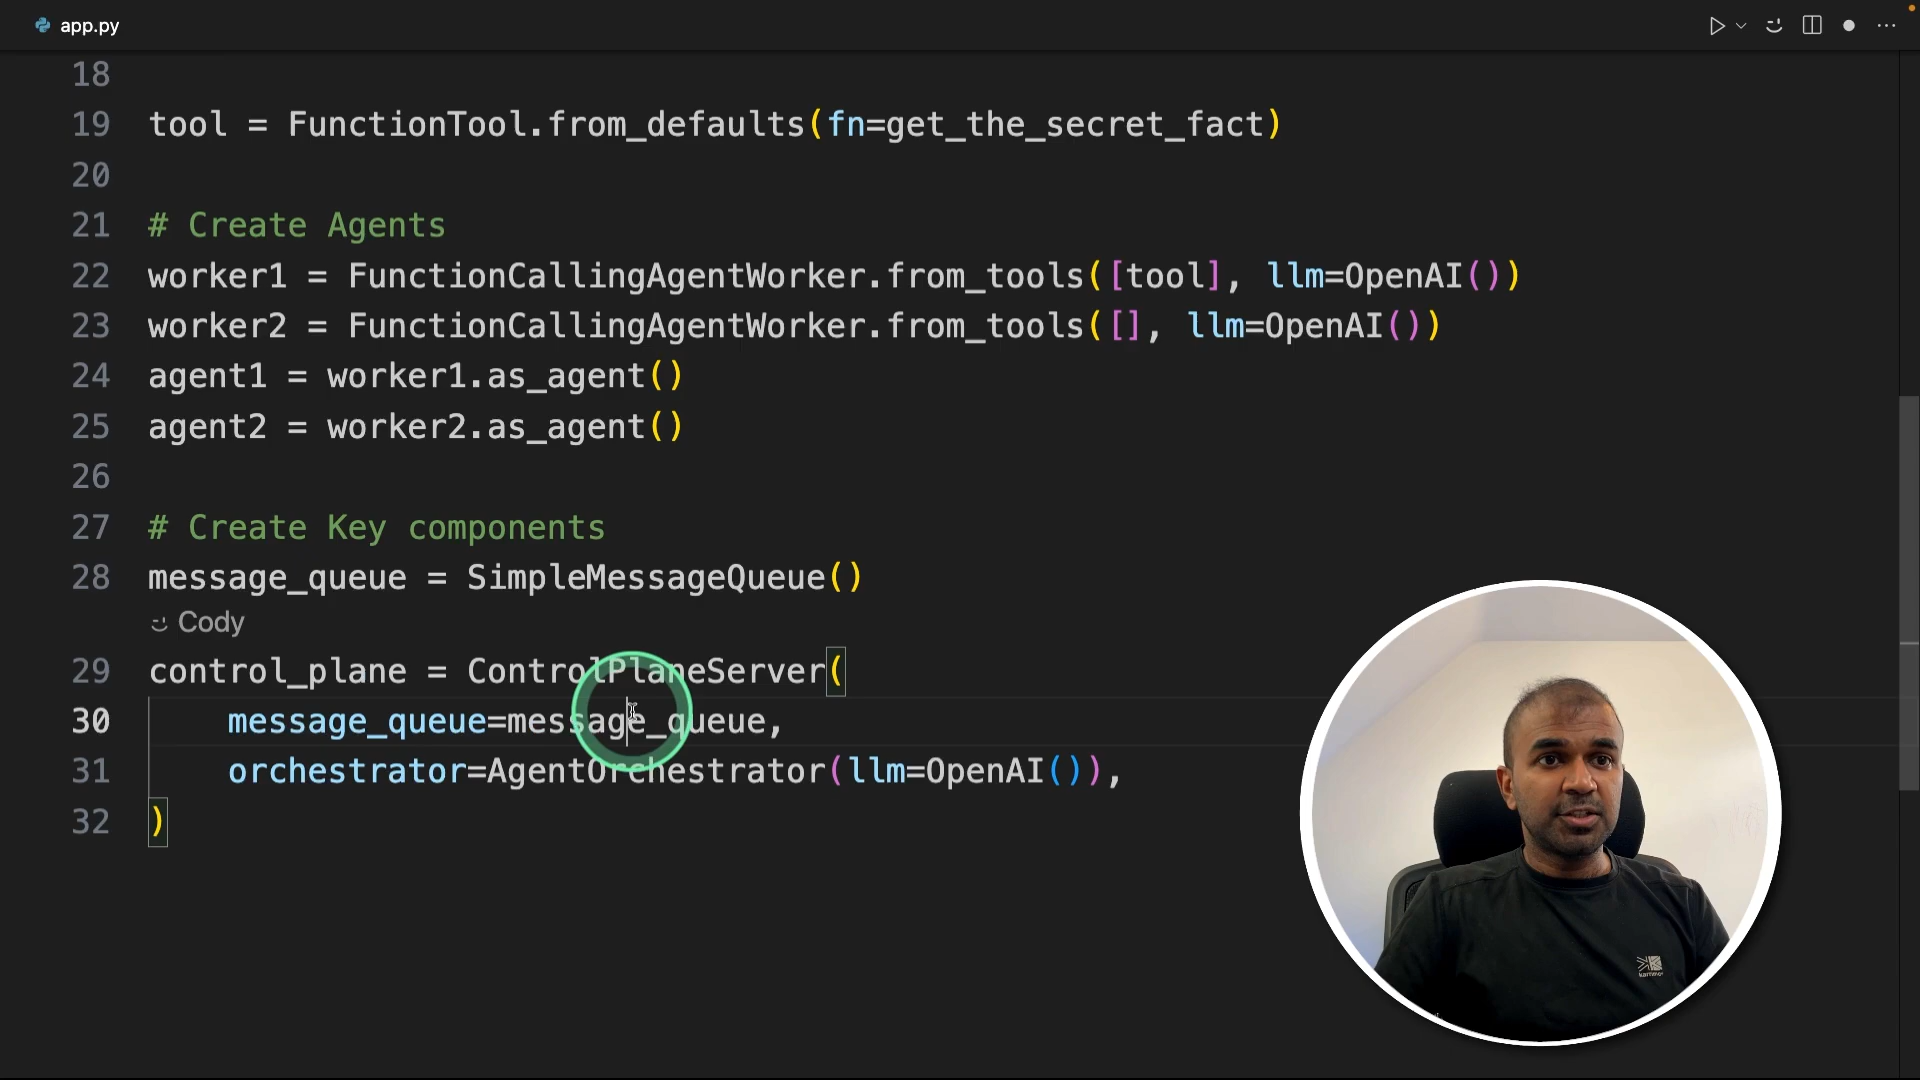 app.py
18
19 tool = FunctionTool.from_defaults(fn=get_the_secret_fact)
20
21 # Create Agents
22 worker1 = FunctionCallingAgentWorker.from_tools([tool], llm=OpenAI())
23 worker2 = FunctionCallingAgentWorker.from_tools([], llm=OpenAI())
24 agent1 = worker1.as_agent()
25 agent2 = worker2.as_agent()
26
27 # Create Key components
28 message_queue = SimpleMessageQueue()
Cody
29 control_plane = ControlPlaneServer(
30     message_queue=message_queue,
31     orchestrator=AgentOrchestrator(llm=OpenAI()),
32 )